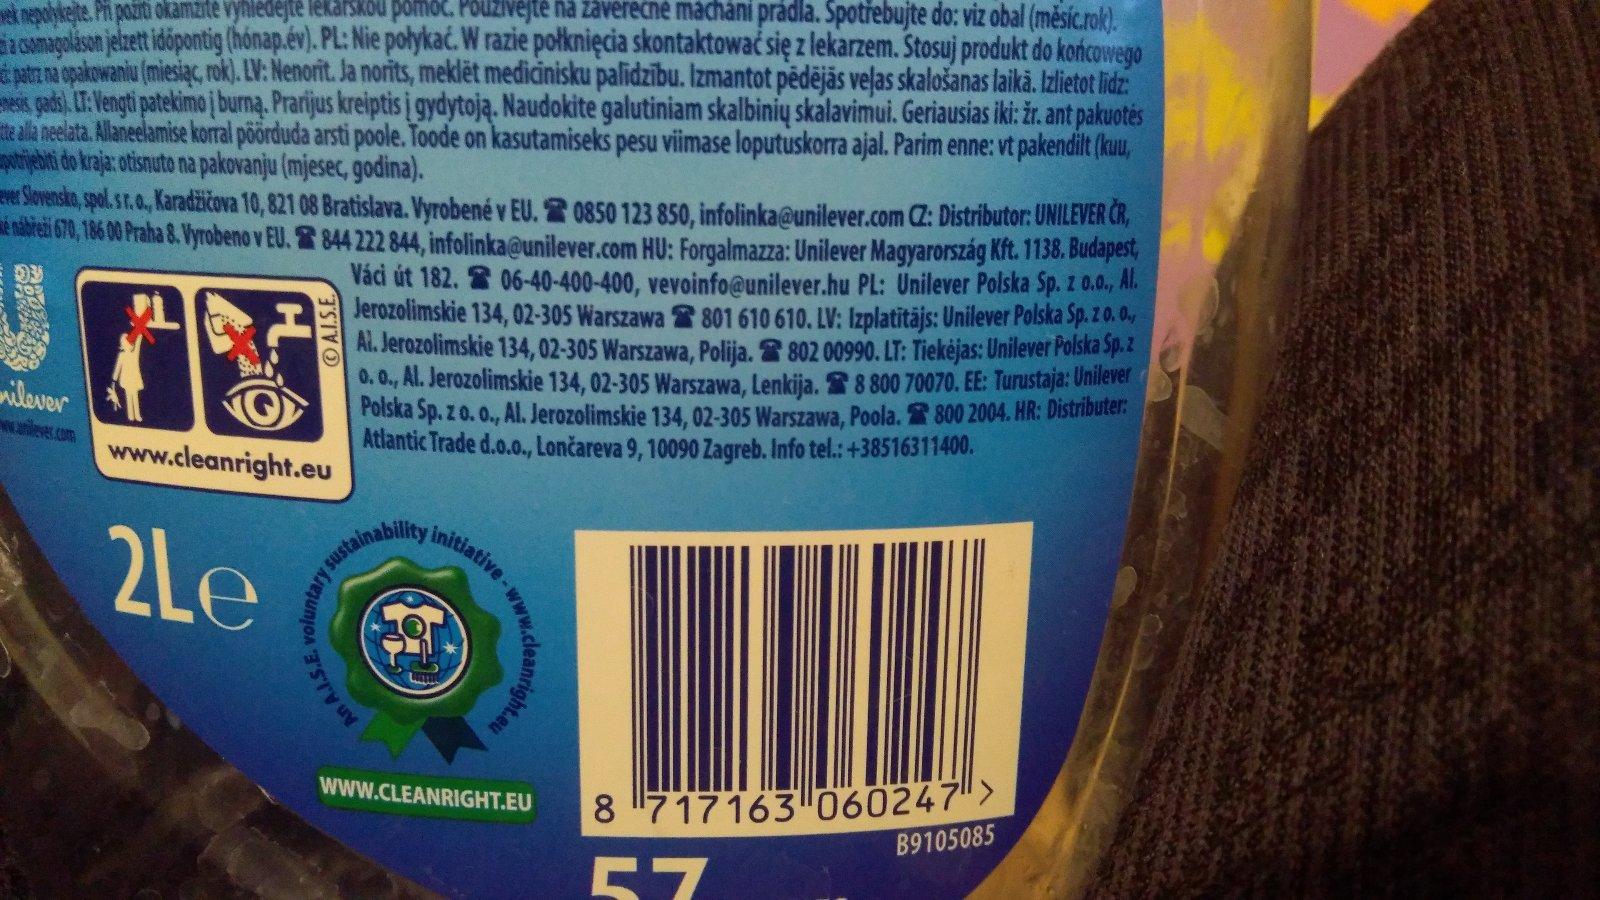 nepolykejte. Při požití okamžitě vyhledejte lékařskou pomoc. Používejte na závěrečné máchání prádla. Spotřebujte do: viz obal (měsíc.rok).
a csomagoláson jelzett időpontig (hónap.év). PL: Nie połykać. W razie połknięcia skontaktować się z lekarzem. Stosuj produkt do końcowego
patrz na opakowaniu (miesiąc, rok). LV: Nenorīt. Ja norīts, meklēt medicīnisku palīdzību. Izmantot pēdējās veļas skalošanas laikā. Izlietot līdz:
gads). LT: Vengti patekimo į burną. Prarijus kreiptis į gydytoją. Naudokite galutiniam skalbinių skalavimui. Geriausias iki: žr. ant pakuotės
alla neelata. Allaneelamise korral pöörduda arsti poole. Toode on kasutamiseks pesu viimase loputuskorra ajal. Parim enne: vt pakendilt (kuu,
do kraja: otisnuto na pakovanju (mjesec, godina).
Slovensko, spol. s r. o., Karadžičova 10, 821 08 Bratislava. Vyrobené v EU. ☎ 0850 123 850, infolinka@unilever.com CZ: Distributor: UNILEVER ČR,
nábřeží 670, 186 00 Praha 8. Vyrobeno v EU. ☎ 844 222 844, infolinka@unilever.com HU: Forgalmazza: Unilever Magyarország Kft. 1138. Budapest,
Váci út 182. ☎ 06-40-400-400, vevoinfo@unilever.hu PL: Unilever Polska Sp. z o.o., Al.
Jerozolimskie 134, 02-305 Warszawa ☎ 801 610 610. LV: Izplatītājs: Unilever Polska Sp. z o. o.,
Al. Jerozolimskie 134, 02-305 Warszawa, Polija. ☎ 802 00990. LT: Tiekėjas: Unilever Polska Sp. z
o. o., Al. Jerozolimskie 134, 02-305 Warszawa, Lenkija. ☎ 8 800 70070. EE: Turustaja: Unilever
Polska Sp. z o. o., Al. Jerozolimskie 134, 02-305 Warszawa, Poola. ☎ 800 2004. HR: Distributer:
Atlantic Trade d.o.o., Lončareva 9, 10090 Zagreb. Info tel.: +38516311400.
© A.I.S.E.
www.cleanright.eu
2L e
An A.I.S.E. voluntary sustainability initiative - www.cleanright.eu
WWW.CLEANRIGHT.EU
8 717163 060247 >
B9105085
57